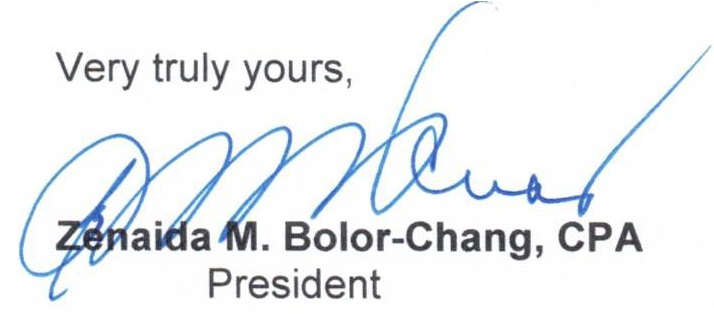 Very truly yours,
Zenaida M. Bolor-Chang, CPA
President